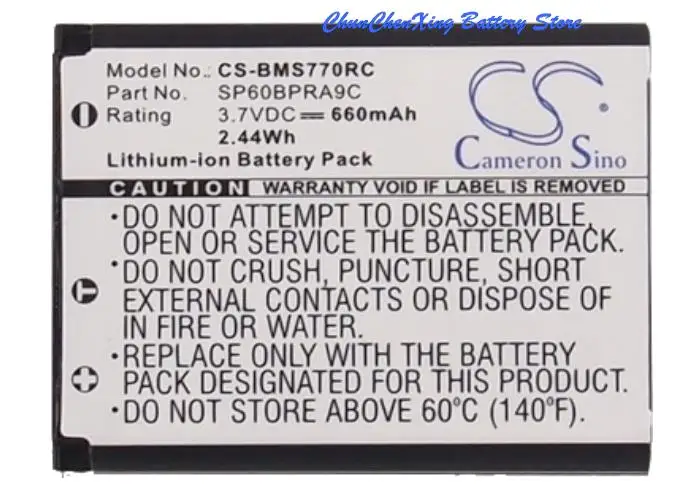 ChunChenXing Battery Store
Model No.: CS-BMS770RC
Part No.: SP60BPRA9C
Rating : 3.7VDC ⎓ 660mAh
2.44Wh
Lithium-ion Battery Pack
CS
Cameron Sino
CAUTION WARRANTY VOID IF LABEL IS REMOVED
•DO NOT ATTEMPT TO DISASSEMBLE,
OPEN OR SERVICE THE BATTERY PACK.
•DO NOT CRUSH, PUNCTURE, SHORT
EXTERNAL CONTACTS OR DISPOSE OF
IN FIRE OR WATER.
•REPLACE ONLY WITH THE BATTERY
PACK DESIGNATED FOR THE PRODUCT.
•DO NOT EXPOSE OVER 60°C (140°F).